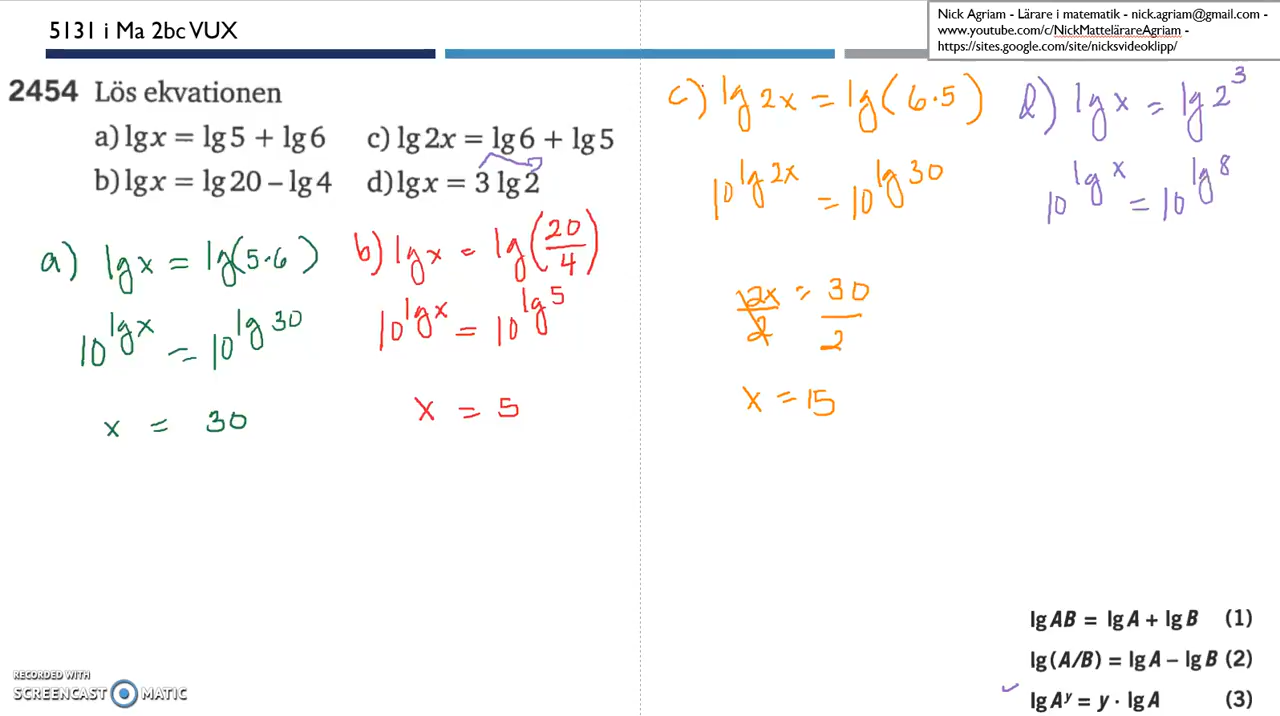 5131 i Ma 2bc VUX
Nick Agriam - Lärare i matematik - nick.agriam@gmail.com -
www.youtube.com/c/NickMattelärareAgriam -
https://sites.google.com/site/nicksvideoklipp/
2454 Lös ekvationen
a) lg x = lg 5 + lg 6
c) lg 2x = lg 6 + lg 5
b) lg x = lg 20 – lg 4
d) lg x = 3 lg 2
a) lg x = lg(5·6)
10^lg x = 10^lg 30
x = 30
b) lg x = lg(20/4)
10^lg x = 10^lg 5
x = 5
c) lg 2x = lg(6·5)
10^lg 2x = 10^lg 30
2x/2 = 30/2
x = 15
d) lg x = lg 2^3
10^lg x = 10^lg 8
lg AB = lg A + lg B (1)
lg (A/B) = lg A – lg B (2)
lg A^y = y · lg A (3)
RECORDED WITH
SCREENCAST MATIC